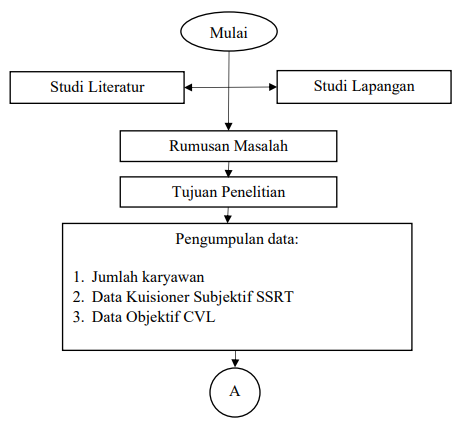 Mulai
Studi Literatur
Studi Lapangan
Rumusan Masalah
Tujuan Penelitian
Pengumpulan data:
1. Jumlah karyawan
2. Data Kuisioner Subjektif SSRT
3. Data Objektif CVL
A